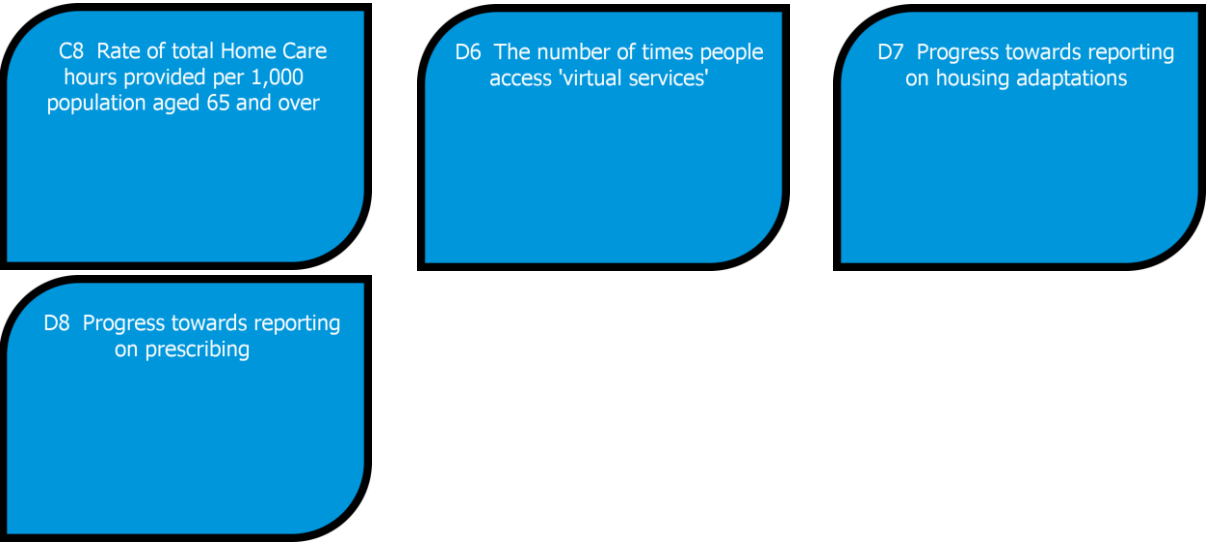 C8  Rate of total Home Care
hours provided per 1,000
population aged 65 and over
D6  The number of times people
access 'virtual services'
D7  Progress towards reporting
on housing adaptations
D8  Progress towards reporting
on prescribing